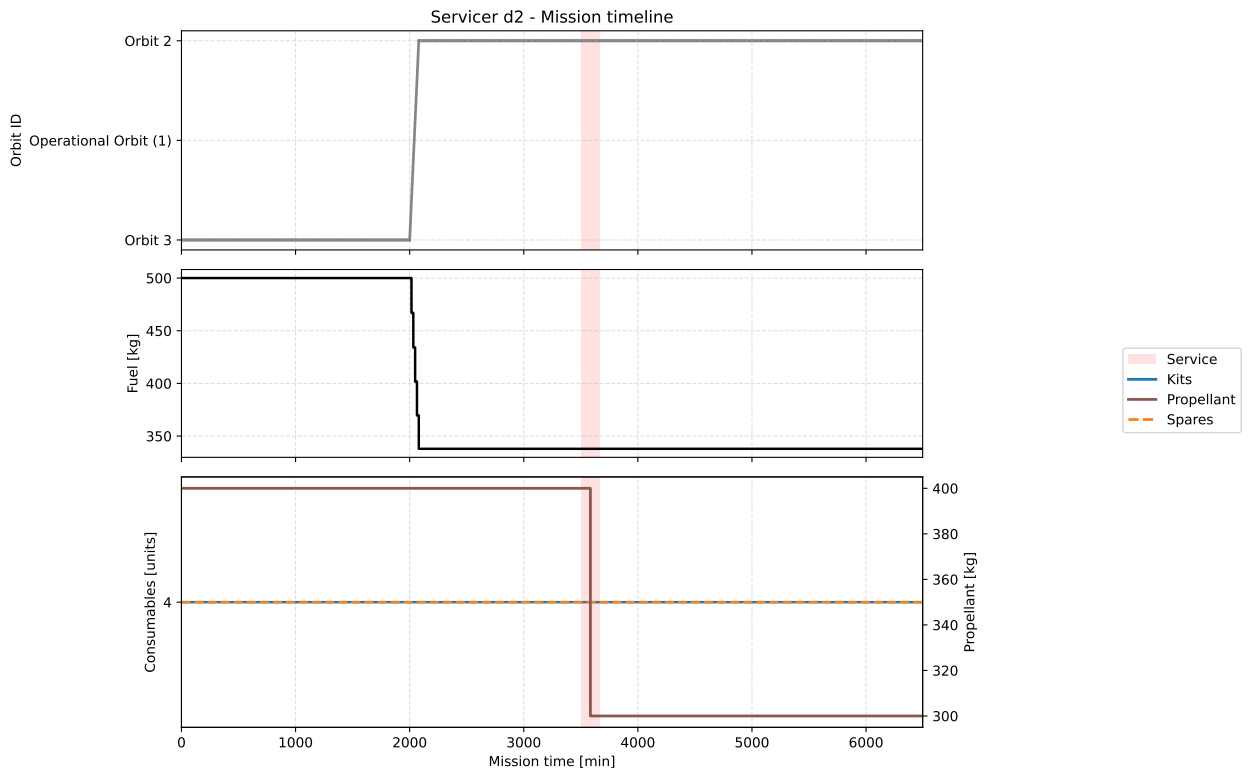 Servicer d2 - Mission timeline
Orbit ID
Orbit 2
Operational Orbit (1)
Orbit 3
Fuel [kg]
500
450
400
350
Service
Kits
Propellant
Spares
Consumables [units]
4
400
380
360
340
320
300
Propellant [kg]
0 1000 2000 3000 4000 5000 6000
Mission time [min]